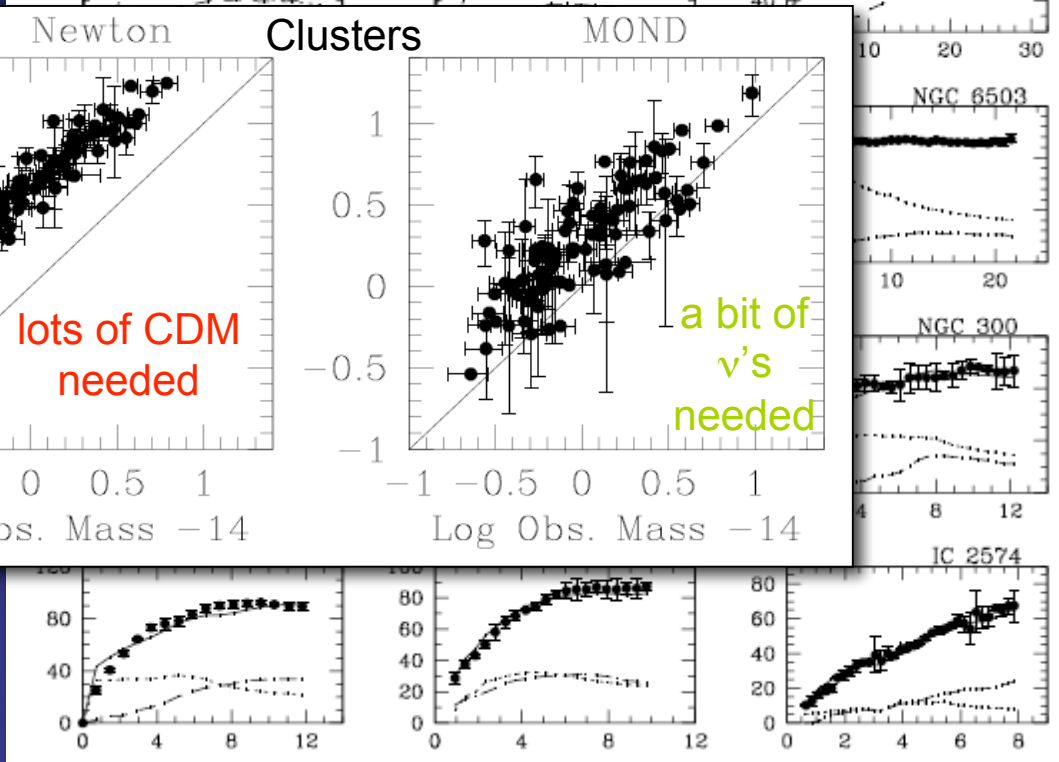 Newton
Clusters
MOND
1
0.5
0
−0.5
−1
lots of CDM
needed
a bit of
ν's
needed
0 0.5 1
−1 −0.5 0 0.5 1
Mass −14
Log Obs. Mass −14
10 20 30
NGC 6503
10 20
NGC 300
4 8 12
IC 2574
80
40
0
0 4 8 12
80
60
40
20
0
0 4 8 12
80
60
40
20
0
0 2 4 6 8